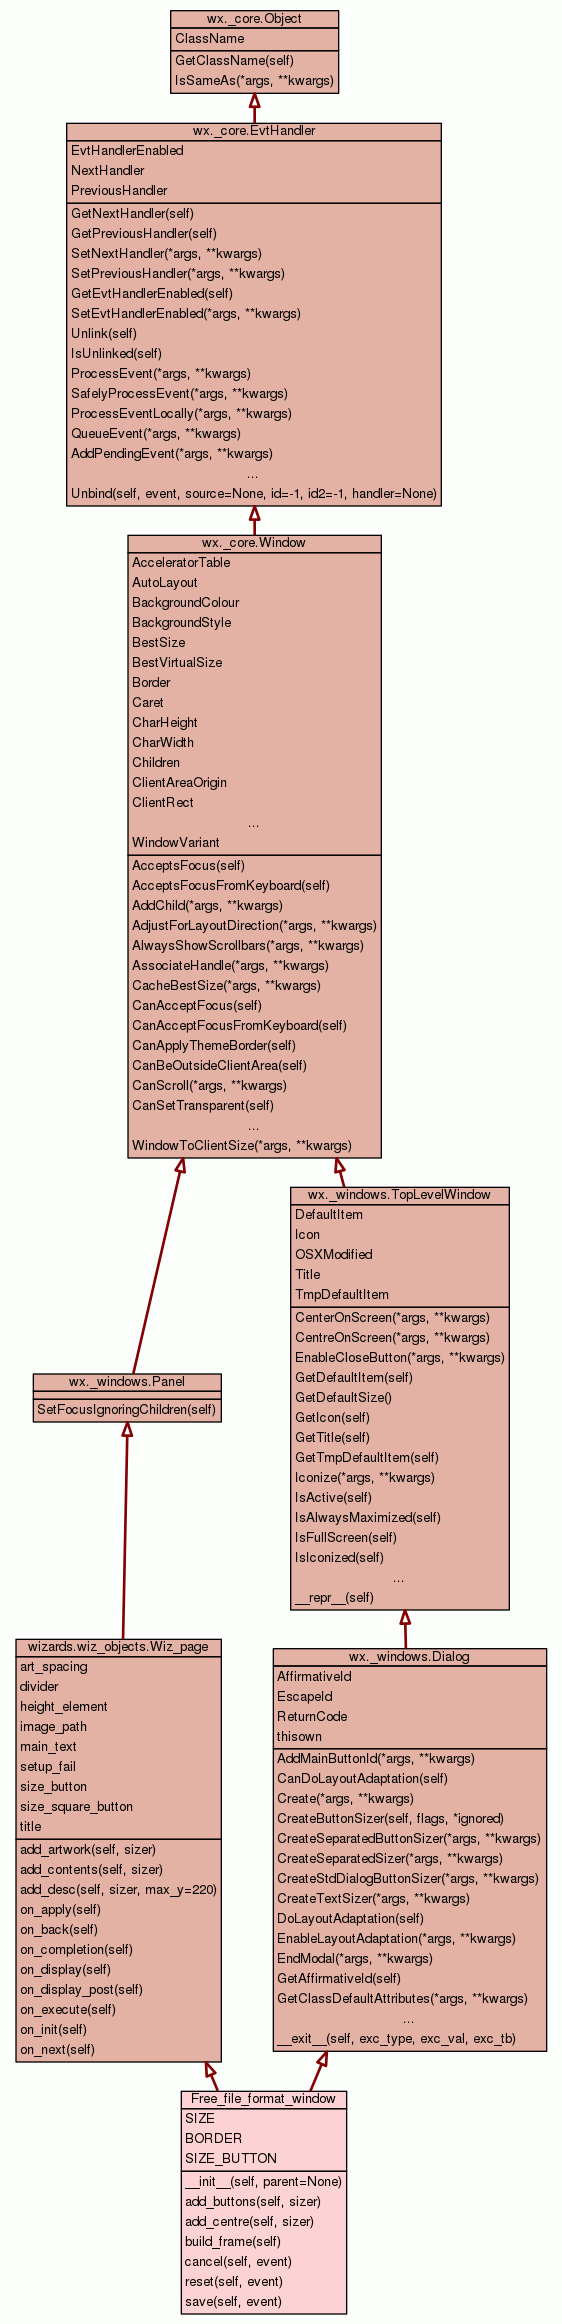 wx._core.Object
ClassName
GetClassName(self)
IsSameAs(*args, **kwargs)
wx._core.EvtHandler
EvtHandlerEnabled
NextHandler
PreviousHandler
GetNextHandler(self)
GetPreviousHandler(self)
SetNextHandler(*args, **kwargs)
SetPreviousHandler(*args, **kwargs)
GetEvtHandlerEnabled(self)
SetEvtHandlerEnabled(*args, **kwargs)
Unlink(self)
IsUnlinked(self)
ProcessEvent(*args, **kwargs)
SafelyProcessEvent(*args, **kwargs)
ProcessEventLocally(*args, **kwargs)
QueueEvent(*args, **kwargs)
AddPendingEvent(*args, **kwargs)
...
Unbind(self, event, source=None, id=-1, id2=-1, handler=None)
wx._core.Window
AcceleratorTable
AutoLayout
BackgroundColour
BackgroundStyle
BestSize
BestVirtualSize
Border
Caret
CharHeight
CharWidth
Children
ClientAreaOrigin
ClientRect
...
WindowVariant
AcceptsFocus(self)
AcceptsFocusFromKeyboard(self)
AddChild(*args, **kwargs)
AdjustForLayoutDirection(*args, **kwargs)
AlwaysShowScrollbars(*args, **kwargs)
AssociateHandle(*args, **kwargs)
CacheBestSize(*args, **kwargs)
CanAcceptFocus(self)
CanAcceptFocusFromKeyboard(self)
CanApplyThemeBorder(self)
CanBeOutsideClientArea(self)
CanScroll(*args, **kwargs)
CanSetTransparent(self)
...
WindowToClientSize(*args, **kwargs)
wx._windows.TopLevelWindow
DefaultItem
Icon
OSXModified
Title
TmpDefaultItem
CenterOnScreen(*args, **kwargs)
CentreOnScreen(*args, **kwargs)
EnableCloseButton(*args, **kwargs)
GetDefaultItem(self)
GetDefaultSize()
GetIcon(self)
GetTitle(self)
GetTmpDefaultItem(self)
Iconize(*args, **kwargs)
IsActive(self)
IsAlwaysMaximized(self)
IsFullScreen(self)
IsIconized(self)
...
__repr__(self)
wx._windows.Panel
SetFocusIgnoringChildren(self)
wizards.wiz_objects.Wiz_page
art_spacing
divider
height_element
image_path
main_text
setup_fail
size_button
size_square_button
title
add_artwork(self, sizer)
add_contents(self, sizer)
add_desc(self, sizer, max_y=220)
on_apply(self)
on_back(self)
on_completion(self)
on_display(self)
on_display_post(self)
on_execute(self)
on_init(self)
on_next(self)
wx._windows.Dialog
AffirmativeId
EscapeId
ReturnCode
thisown
AddMainButtonId(*args, **kwargs)
CanDoLayoutAdaptation(self)
Create(*args, **kwargs)
CreateButtonSizer(self, flags, *ignored)
CreateSeparatedButtonSizer(*args, **kwargs)
CreateSeparatedSizer(*args, **kwargs)
CreateStdDialogButtonSizer(*args, **kwargs)
CreateTextSizer(*args, **kwargs)
DoLayoutAdaptation(self)
EnableLayoutAdaptation(*args, **kwargs)
EndModal(*args, **kwargs)
GetAffirmativeId(self)
GetClassDefaultAttributes(*args, **kwargs)
...
__exit__(self, exc_type, exc_val, exc_tb)
Free_file_format_window
SIZE
BORDER
SIZE_BUTTON
__init__(self, parent=None)
add_buttons(self, sizer)
add_centre(self, sizer)
build_frame(self)
cancel(self, event)
reset(self, event)
save(self, event)